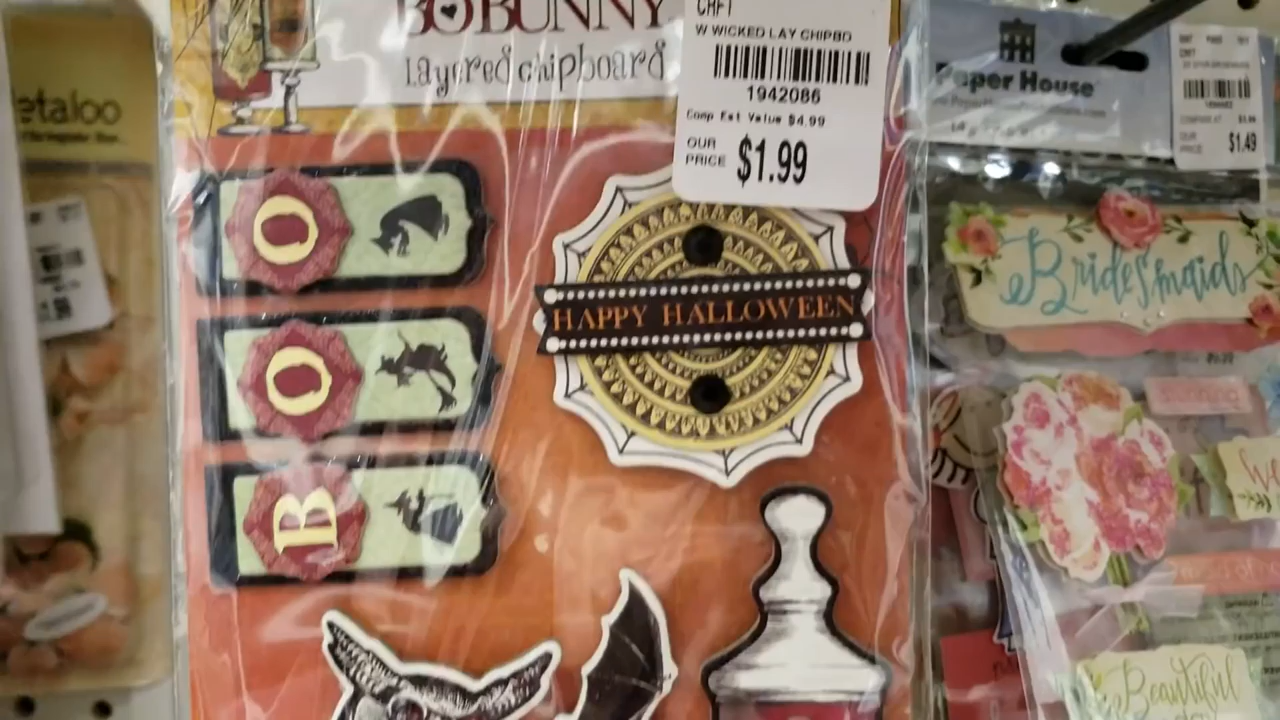 etaloo
BOBUNNY
layered chipboard
CRFT
W WICKED LAY CHIPBD
1942086
Comp Est Value $4.99
OUR
PRICE $1.99
O
O
B
HAPPY HALLOWEEN
Paper House
OUR
$1.49
Bridesmaids
Beautiful